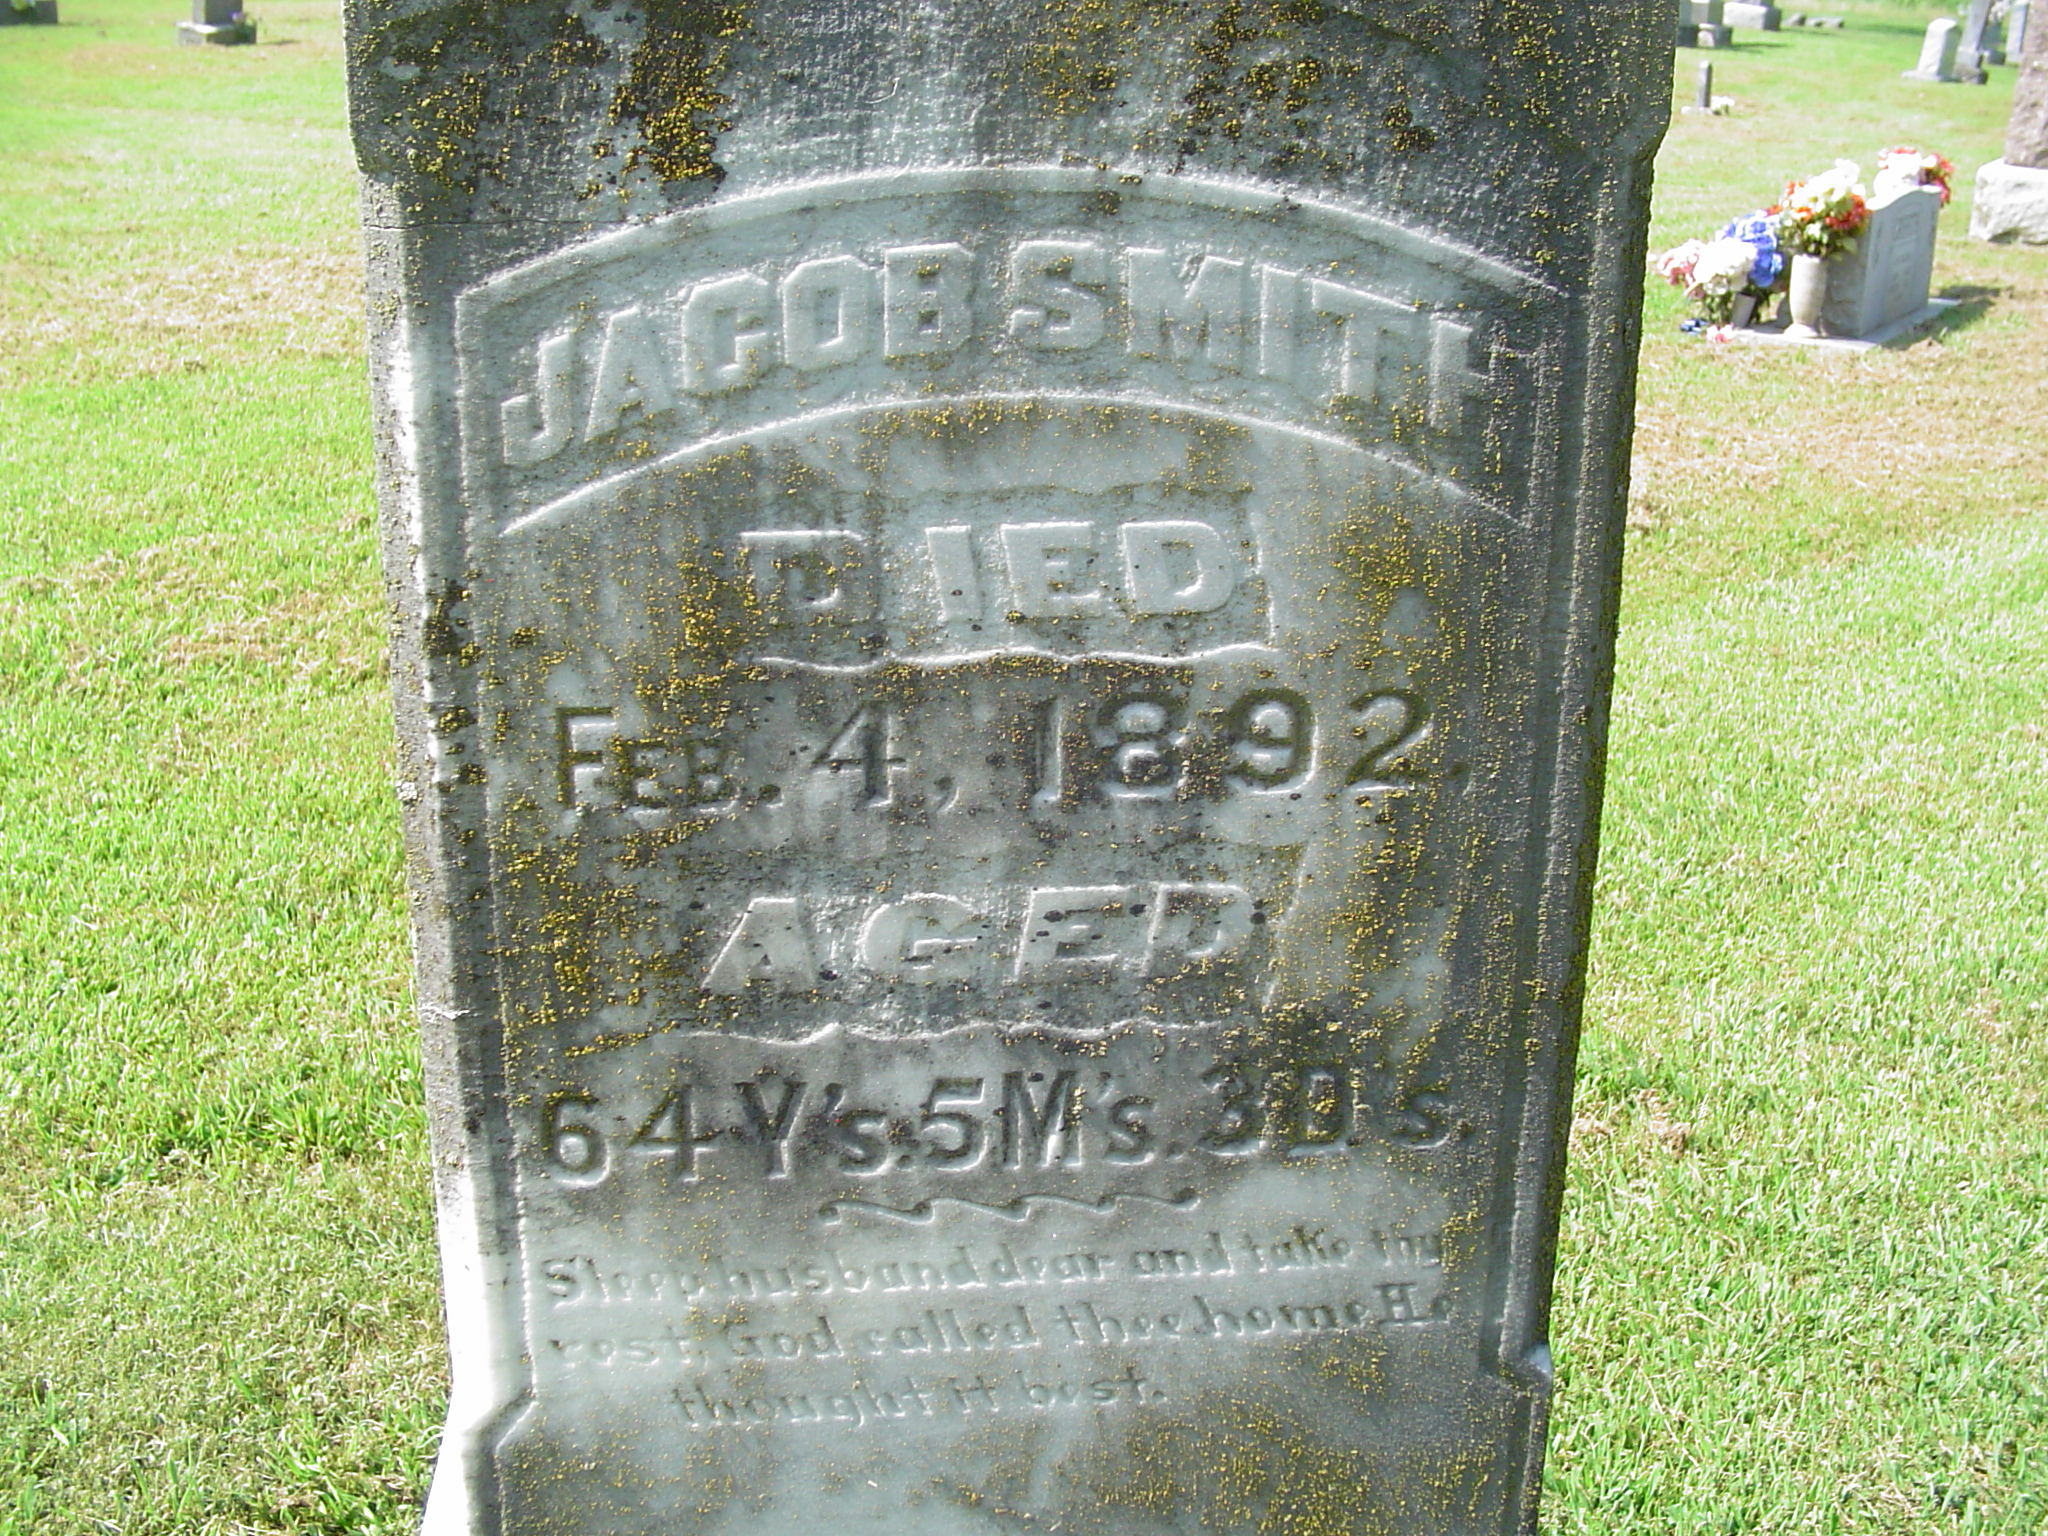 JACOB SMITH
DIED
FEB. 4, 1892.
AGED
64 Y's. 5 M's. 3 D's.
Sleep husband dear and take thy
rest, God called thee home He
thought it best.